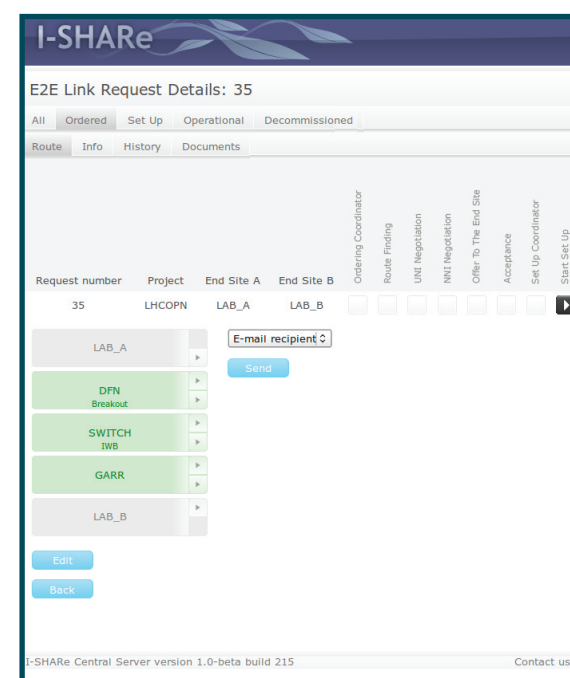 I-SHARe
E2E Link Request Details: 35
All Ordered Set Up Operational Decommissioned
Route Info History Documents
Request number Project End Site A End Site B Ordering Coordinator Route Finding UNI Negotiation NNI Negotiation Offer To The End Site Acceptance Set Up Coordinator Start Set Up
35 LHCOPN LAB_A LAB_B
LAB_A
E-mail recipient
Send
DFN
Breakout
SWITCH
IWB
GARR
LAB_B
Edit
Back
I-SHARe Central Server version 1.0-beta build 215 Contact us